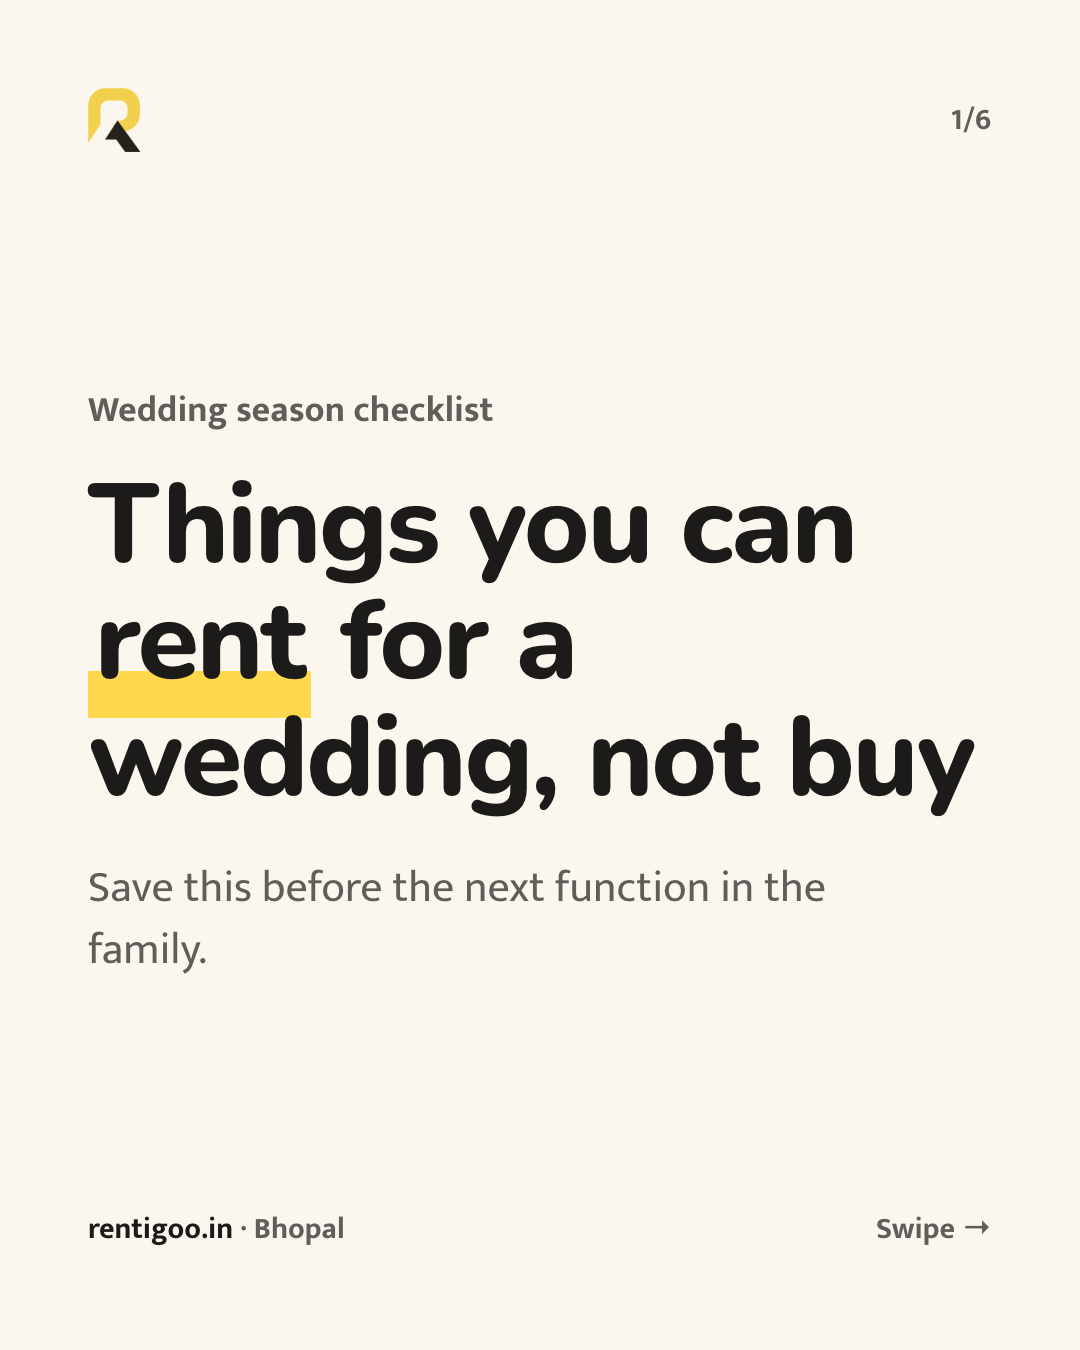 1/6
Wedding season checklist
Things you can
rent for a
wedding, not buy
Save this before the next function in the
family.
rentigoo.in · Bhopal
Swipe →